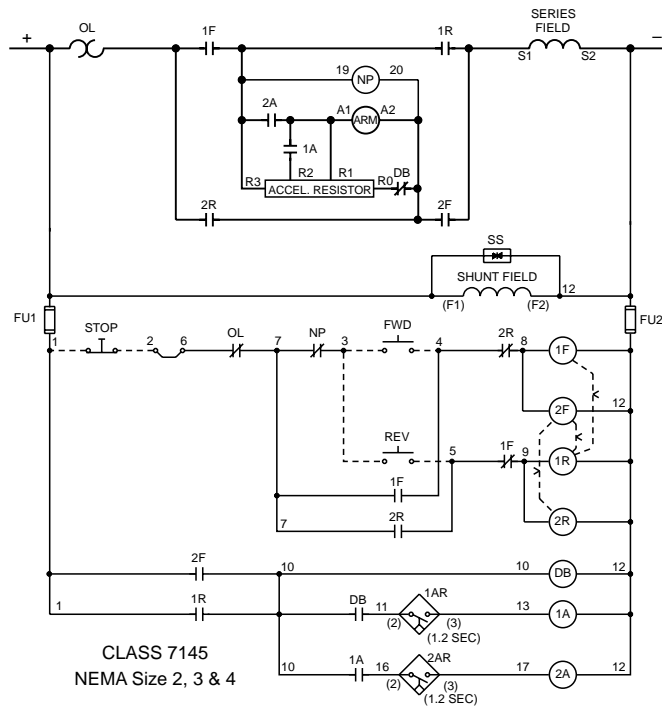 SERIES
FIELD
+ OL 1F 1R S1 S2 –
19 NP 20
2A A1 ARM A2
1A
R3 R2 R1 R0 DB
ACCEL. RESISTOR
2R 2F
SS
SHUNT FIELD
(F1) (F2) 12
FU1 FU2
STOP OL NP FWD 2R
1 2 6 7 3 4 8 1F
2F 12
REV 1F
5 9 1R
1F
7 2R 2R
2F 10 10 DB 12
1 1R DB 11 1AR 13 1A
(2) (3)
(1.2 SEC)
10 1A 16 2AR 17 2A 12
(2) (3)
(1.2 SEC)
CLASS 7145
NEMA Size 2, 3 & 4